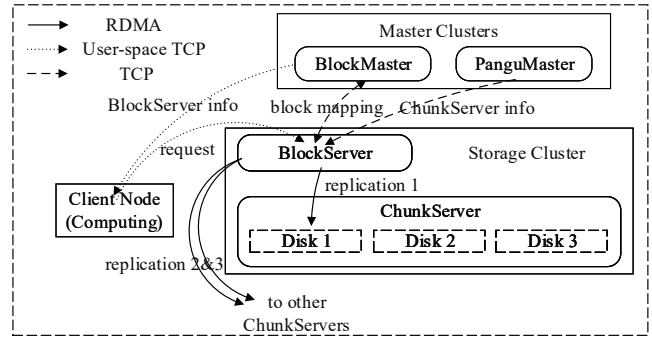 RDMA
User-space TCP
TCP
Master Clusters
BlockMaster
PanguMaster
BlockServer info
block mapping
ChunkServer info
request
BlockServer
Storage Cluster
replication 1
Client Node
(Computing)
ChunkServer
Disk 1
Disk 2
Disk 3
replication 2&3
to other
ChunkServers